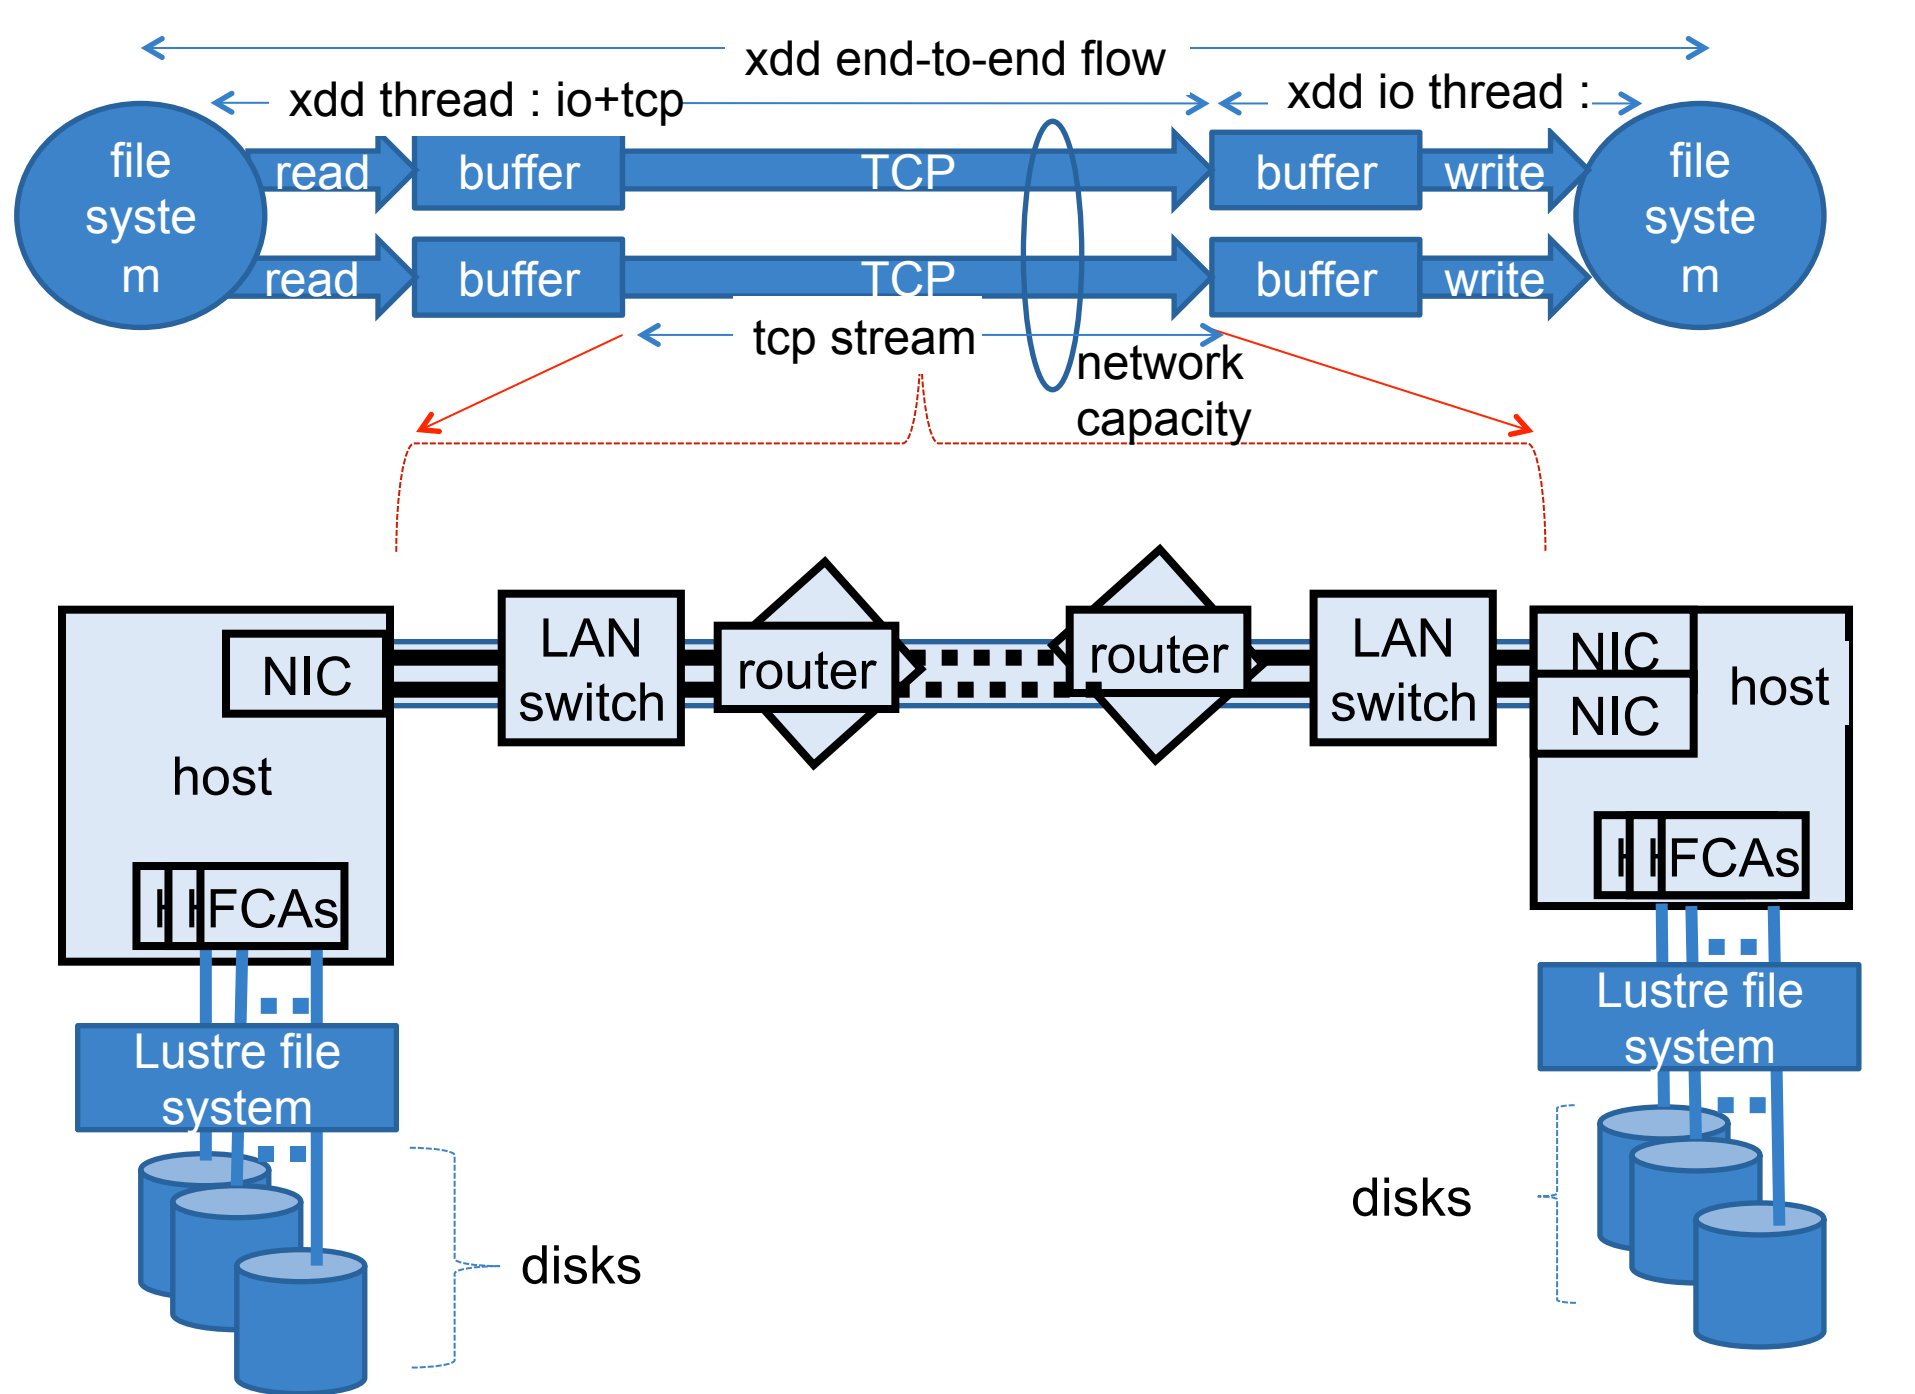 xdd end-to-end flow
xdd thread : io+tcp
xdd io thread :
file
syste
m
read
buffer
TCP
buffer
write
file
syste
m
read
buffer
TCP
buffer
write
tcp stream
network
capacity
NIC
host
LAN
switch
router
router
LAN
switch
NIC
NIC
host
H
H
FCAs
H
H
FCAs
Lustre file
system
Lustre file
system
disks
disks